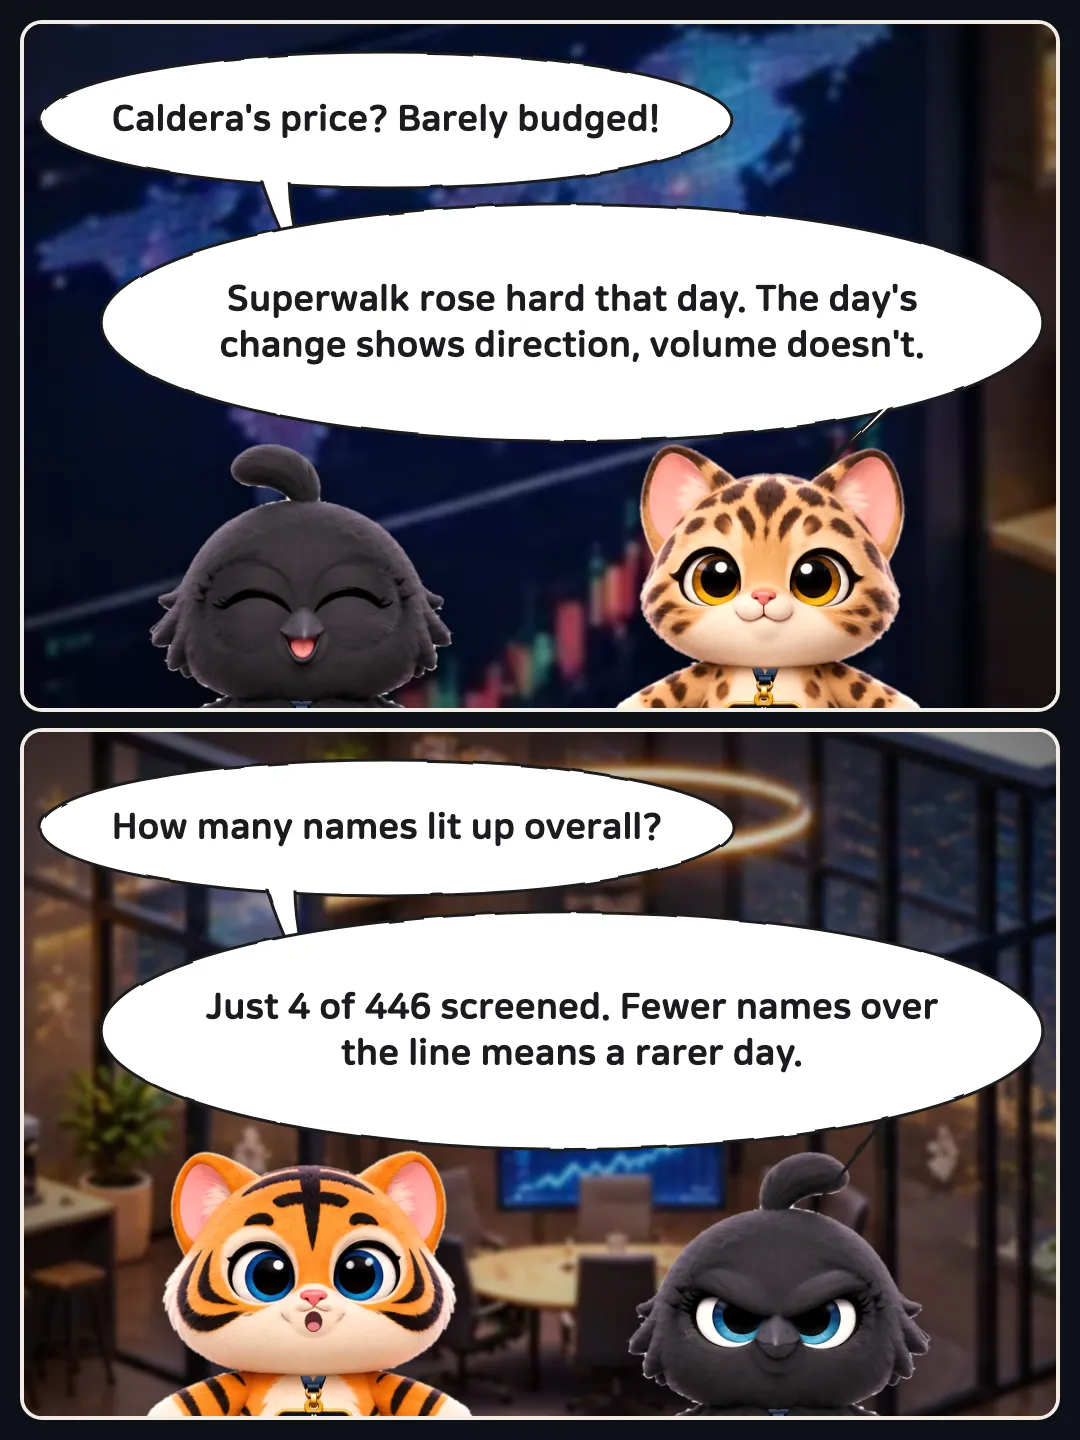 Caldera's price? Barely budged!
Superwalk rose hard that day. The day's
change shows direction, volume doesn't.
How many names lit up overall?
Just 4 of 446 screened. Fewer names over
the line means a rarer day.